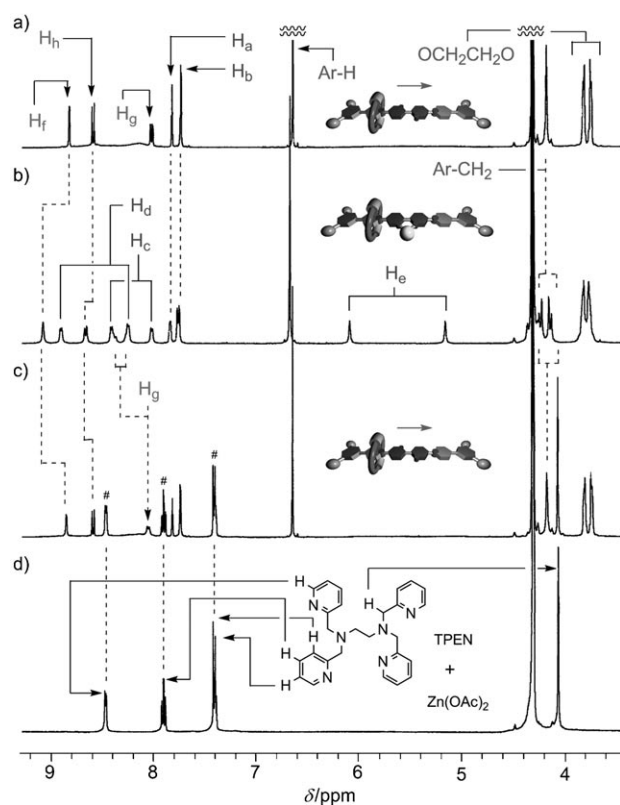 a)
Hh
Ha
Hf
Hg
Hb
Ar-H
OCH2CH2O
b)
Hd
Hc
He
Ar-CH2
c)
Hg
# # #
d)
H
H
H
H
H
N
N
N
N
N
N
TPEN
+
Zn(OAc)2
9 8 7 6 5 4
δ/ppm